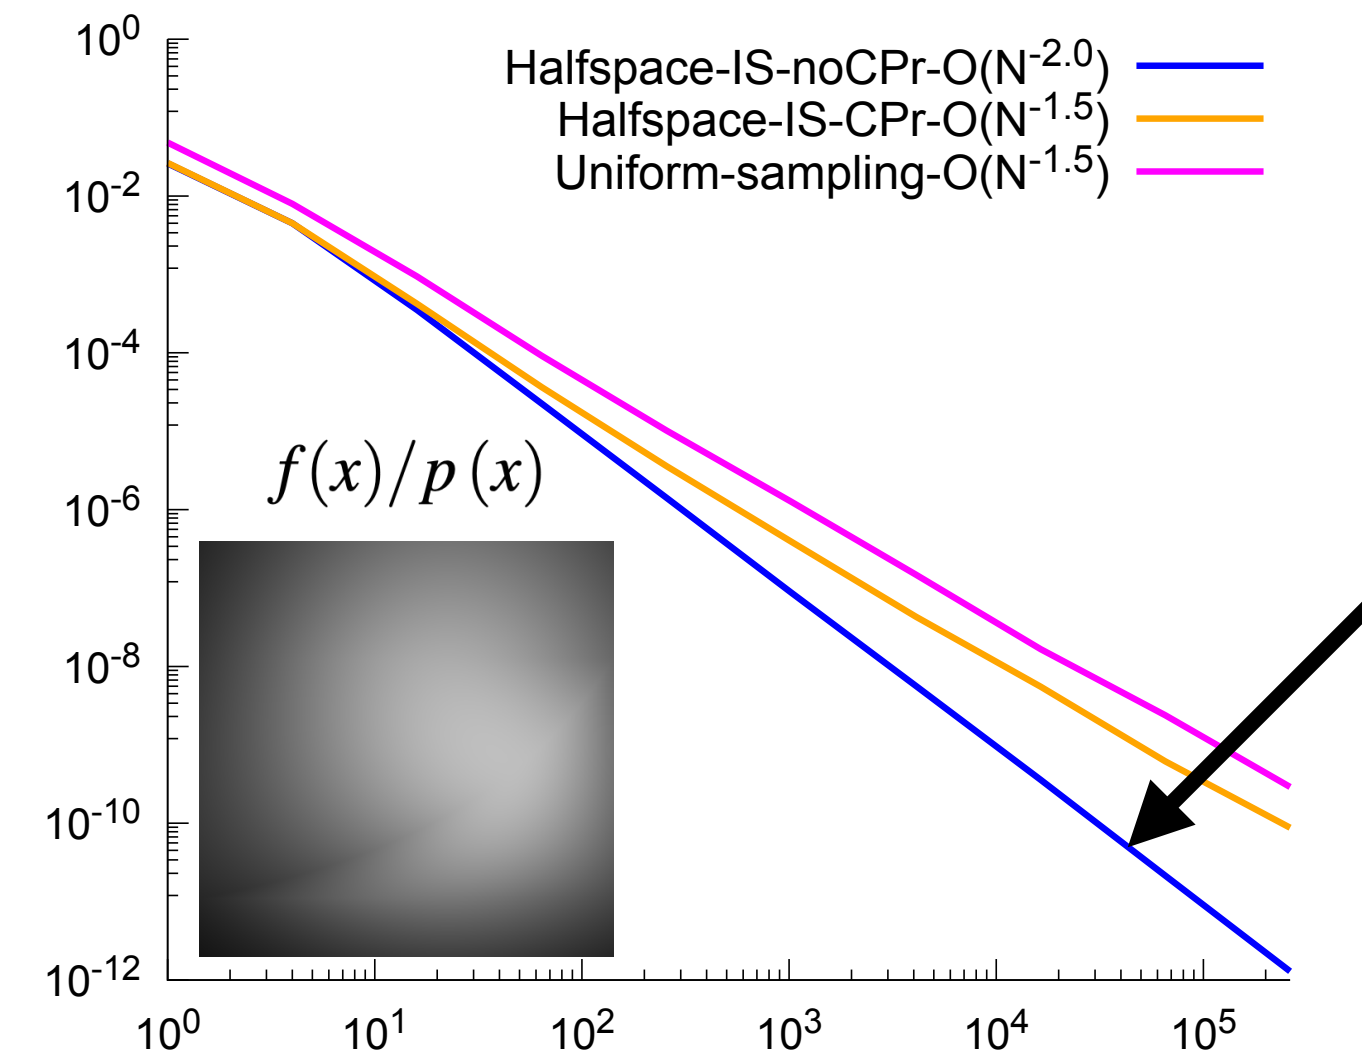 10^0
Halfspace-IS-noCPr-O(N^-2.0)
Halfspace-IS-CPr-O(N^-1.5)
Uniform-sampling-O(N^-1.5)
10^-2
10^-4
f(x)/p(x)
10^-6
10^-8
10^-10
10^-12
10^0 10^1 10^2 10^3 10^4 10^5